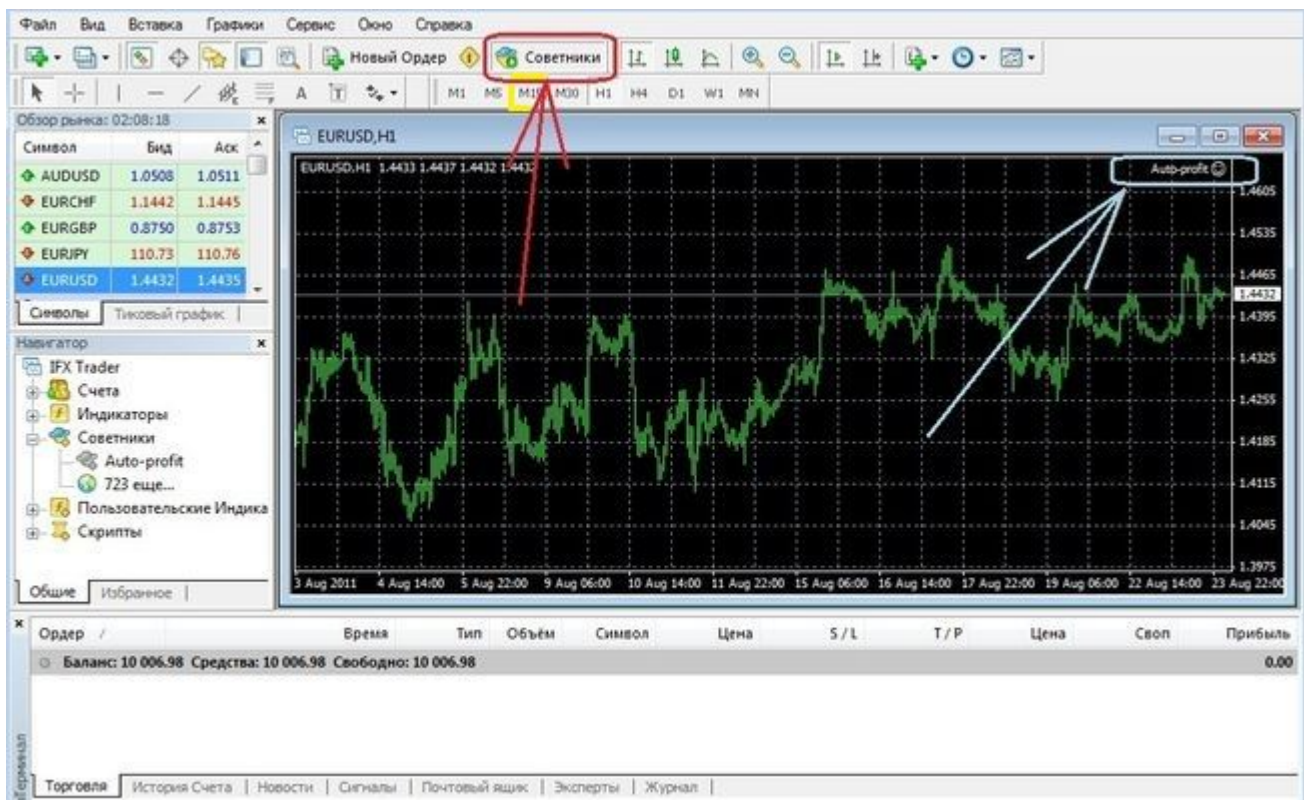 Файл Вид Вставка Графики Сервис Окно Справка
Новый Ордер Советники
A T M1 M5 M15 M30 H1 H4 D1 W1 MN
Обзор рынка: 02:08:18
Символ Бид Аск
AUDUSD 1.0508 1.0511
EURCHF 1.1442 1.1445
EURGBP 0.8750 0.8753
EURJPY 110.73 110.76
EURUSD 1.4432 1.4435
Символы Тиковый график
Навигатор
IFX Trader
Счета
Индикаторы
Советники
Auto-profit
723 еще...
Пользовательские Индика
Скрипты
Общие Избранное
EURUSD,H1
EURUSD,H1 1.4433 1.4437 1.4432 1.4432
Auto-profit
1.4605
1.4535
1.4465
1.4432
1.4395
1.4325
1.4255
1.4185
1.4115
1.4045
1.3975
3 Aug 2011 4 Aug 14:00 5 Aug 22:00 9 Aug 06:00 10 Aug 14:00 11 Aug 22:00 15 Aug 06:00 16 Aug 14:00 17 Aug 22:00 19 Aug 06:00 22 Aug 14:00 23 Aug 22:00
Ордер / Время Тип Объём Символ Цена S / L T / P Цена Своп Прибыль
Баланс: 10 006.98 Средства: 10 006.98 Свободно: 10 006.98 0.00
Терминал
Торговля История Счета Новости Сигналы Почтовый ящик Эксперты Журнал